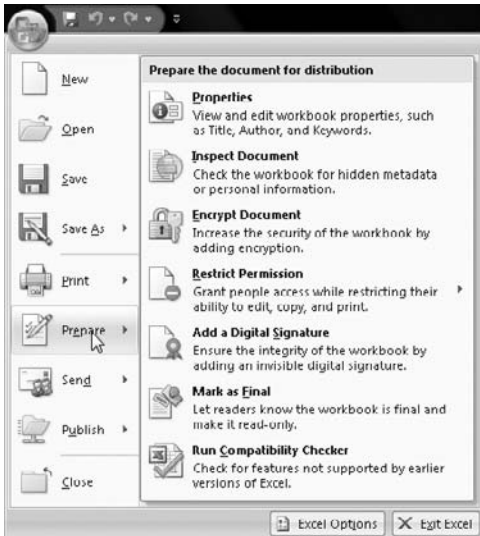 New
Open
Save
Save As
Print
Prepare
Send
Publish
Close
Prepare the document for distribution
Properties
View and edit workbook properties, such
as Title, Author, and Keywords.
Inspect Document
Check the workbook for hidden metadata
or personal information.
Encrypt Document
Increase the security of the workbook by
adding encryption.
Restrict Permission
Grant people access while restricting their
ability to edit, copy, and print.
Add a Digital Signature
Ensure the integrity of the workbook by
adding an invisible digital signature.
Mark as Final
Let readers know the workbook is final and
make it read-only.
Run Compatibility Checker
Check for features not supported by earlier
versions of Excel.
Excel Options
Exit Excel